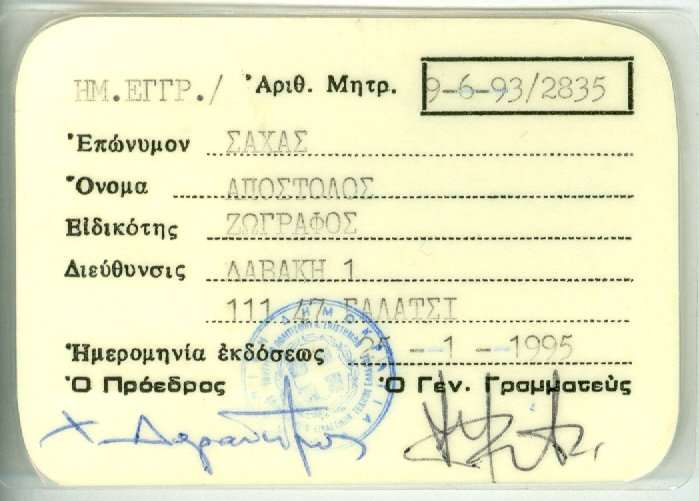 ΗΜ.ΕΓΓΡ./ Ἀριθ. Μητρ. 9-6-93/2835
Ἐπώνυμον ΣΑΧΑΣ
Ὄνομα ΑΠΟΣΤΟΛΟΣ
Εἰδικότης ΖΩΓΡΑΦΟΣ
Διεύθυνσις ΛΑΒΑΚΗ 1
111 47 ΓΑΛΑΤΣΙ
Ἡμερομηνία ἐκδόσεως 25 - 1 - 1995
Ὁ Πρόεδρος Ὁ Γεν. Γραμματεὺς